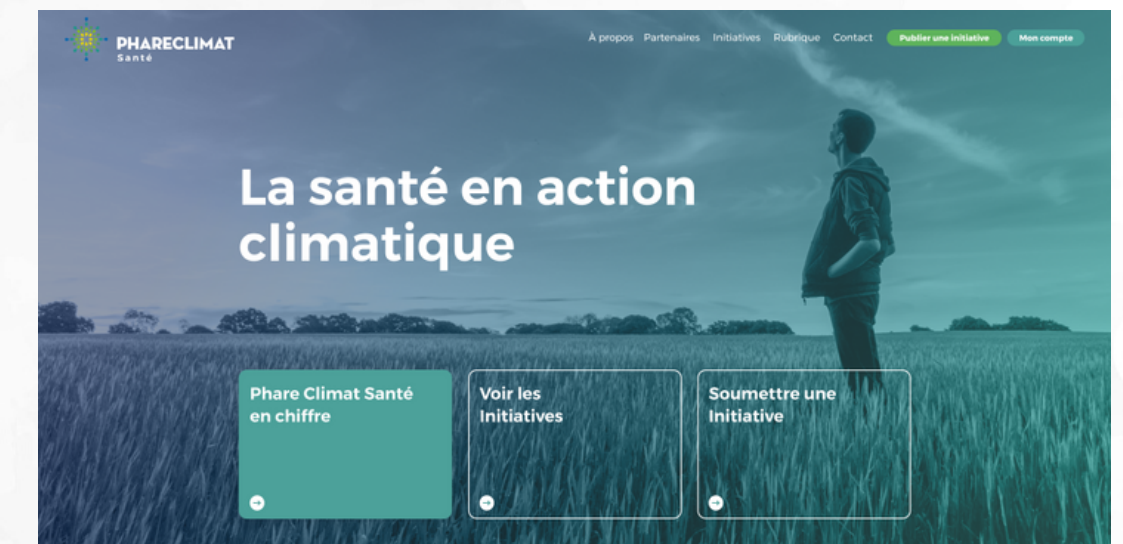 PHARECLIMAT
Santé
À propos Partenaires Initiatives Rubrique Contact Publier une initiative Mon compte
La santé en action
climatique
Phare Climat Santé
en chiffre
Voir les
Initiatives
Soumettre une
Initiative